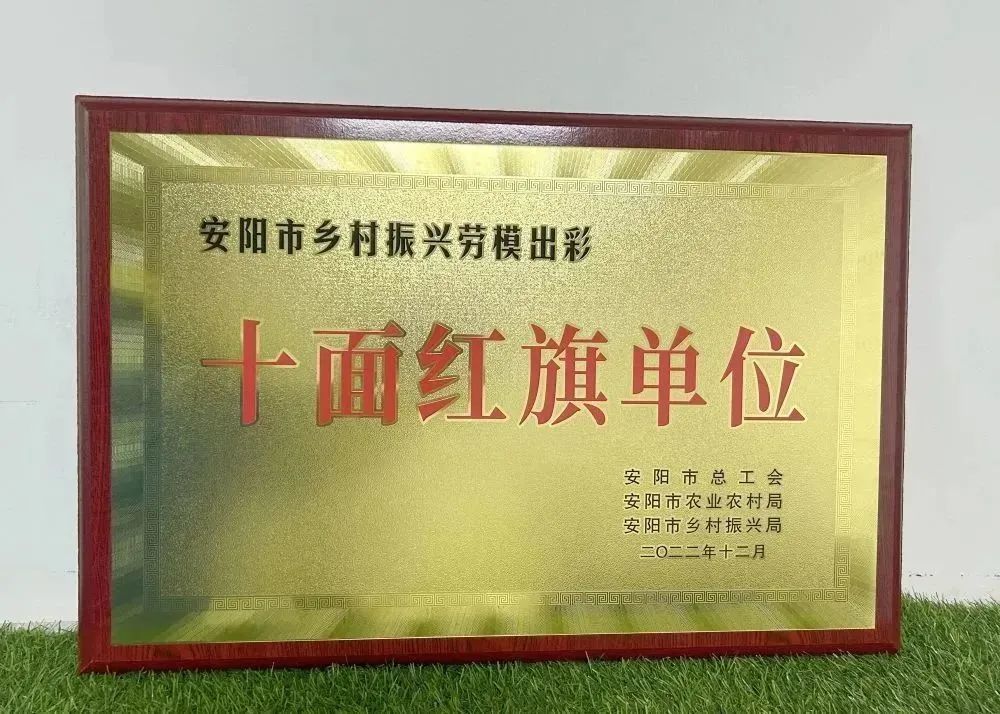 安阳市乡村振兴劳模出彩
十面红旗单位
安阳市总工会
安阳市农业农村局
安阳市乡村振兴局
二〇二二年十二月